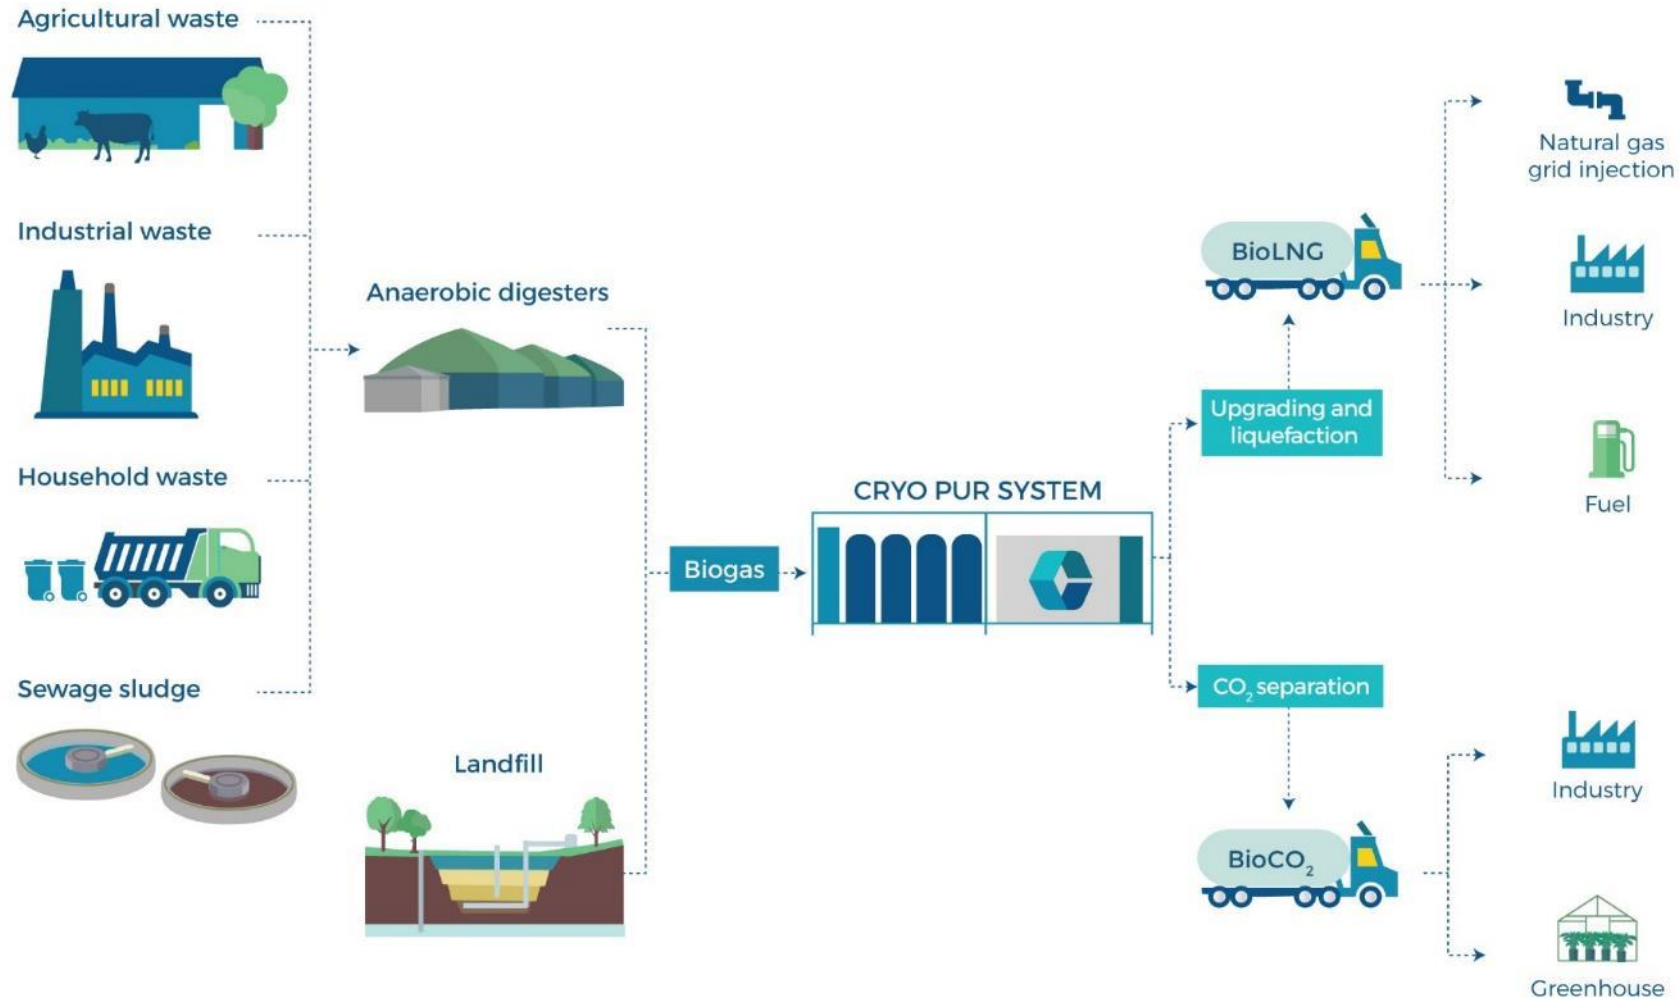 Agricultural waste
Industrial waste
Household waste
Sewage sludge
Anaerobic digesters
Landfill
Biogas
CRYO PUR SYSTEM
Upgrading and
liquefaction
CO₂ separation
BioLNG
BioCO₂
Natural gas
grid injection
Industry
Fuel
Industry
Greenhouse